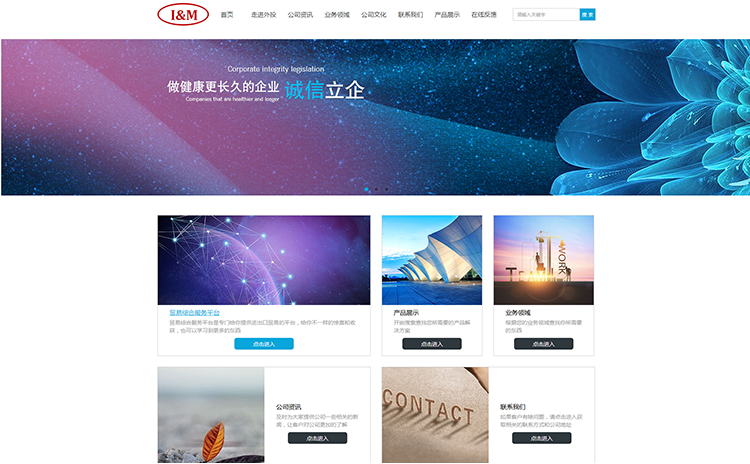 I&M
首页 走进外投 公司资讯 业务领域 公司文化 联系我们 产品展示 在线反馈
请输入关键字 搜 索
Corporate integrity legislation
做健康更长久的企业 诚信立企
Companies that are healthier and longer
WORK
贸易综合服务平台
贸易综合服务平台是专门给你提供进出口贸易的平台，给你不一样的惊喜和收
获，也可以学习到更多的东西
点击进入
产品展示
开始搜索查找您所需要的产品解
决方案
点击进入
业务领域
根据您的业务领域查找你所需要
的东西
点击进入
公司资讯
及时为大家提供公司一些相关的新
闻，让客户对公司更加的了解
点击进入
CONTACT
联系我们
如果客户有啥问题，请点击进入获
取相关的联系方式和公司地址
点击进入